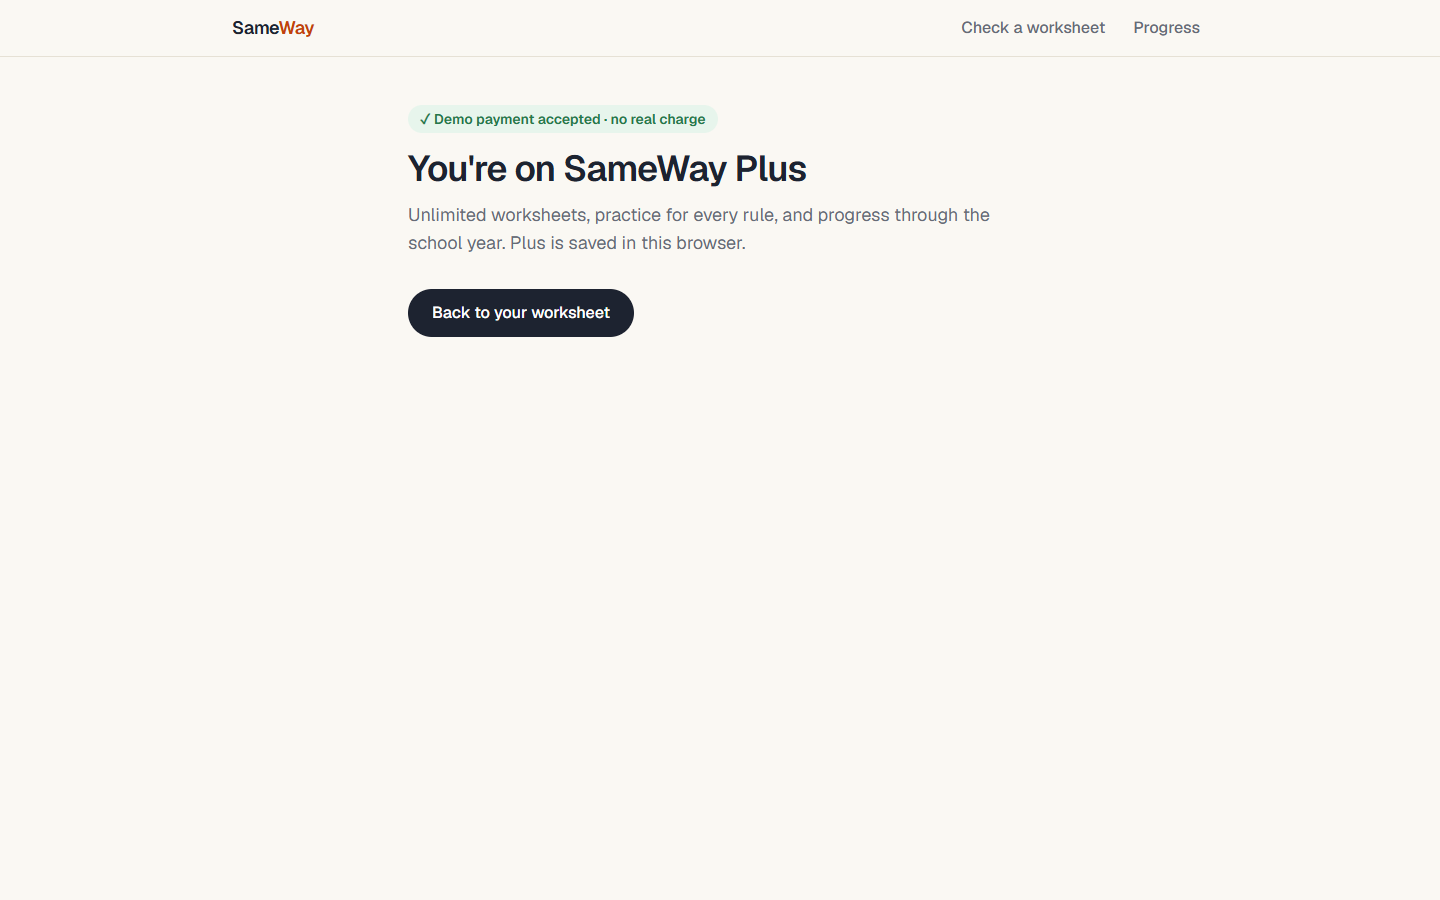 SameWay
Check a worksheet
Progress
✓ Demo payment accepted · no real charge
You're on SameWay Plus
Unlimited worksheets, practice for every rule, and progress through the
school year. Plus is saved in this browser.
Back to your worksheet